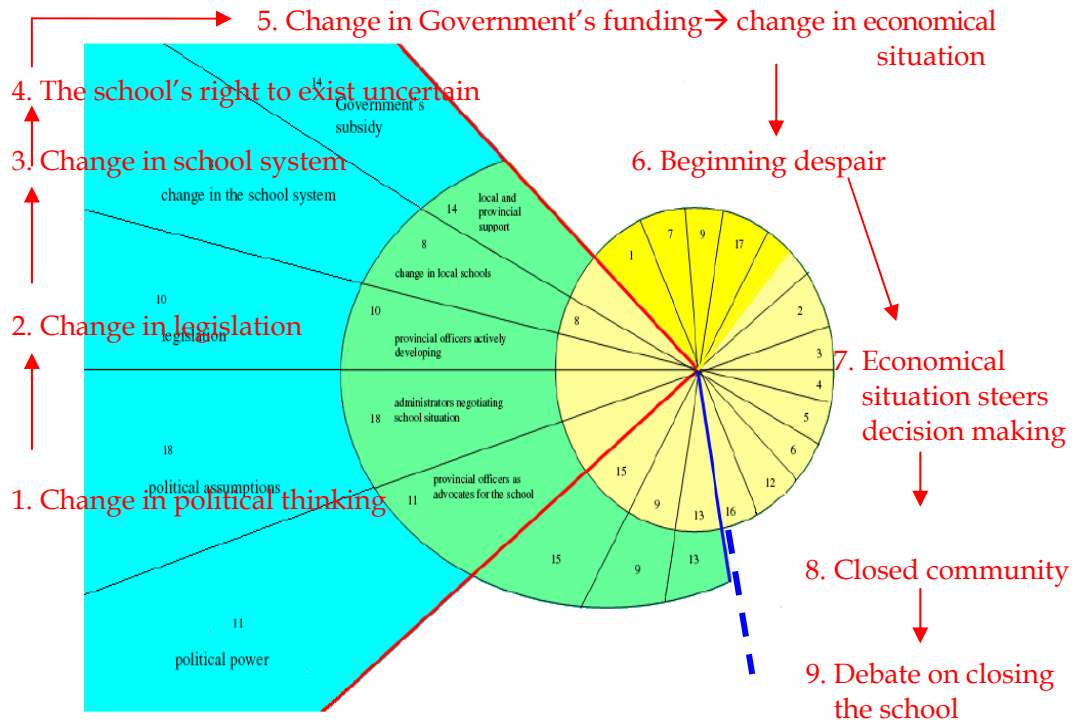 5. Change in Government's funding→ change in economical
situation
4. The school's right to exist uncertain
14
Government's
subsidy
3. Change in school system
change in the school system
6. Beginning despair
14
local and
provincial
support
8
change in local schools
10
legislation
2. Change in legislation
10
provincial officers actively
developing
8
1
7
9
17
2
3
4
5
6
12
16
13
9
15
7. Economical
situation steers
decision making
18
administrators negotiating
school situation
18
political assumptions
1. Change in political thinking
11
provincial officers as
advocates for the school
15
9
13
8. Closed community
11
political power
9. Debate on closing
the school